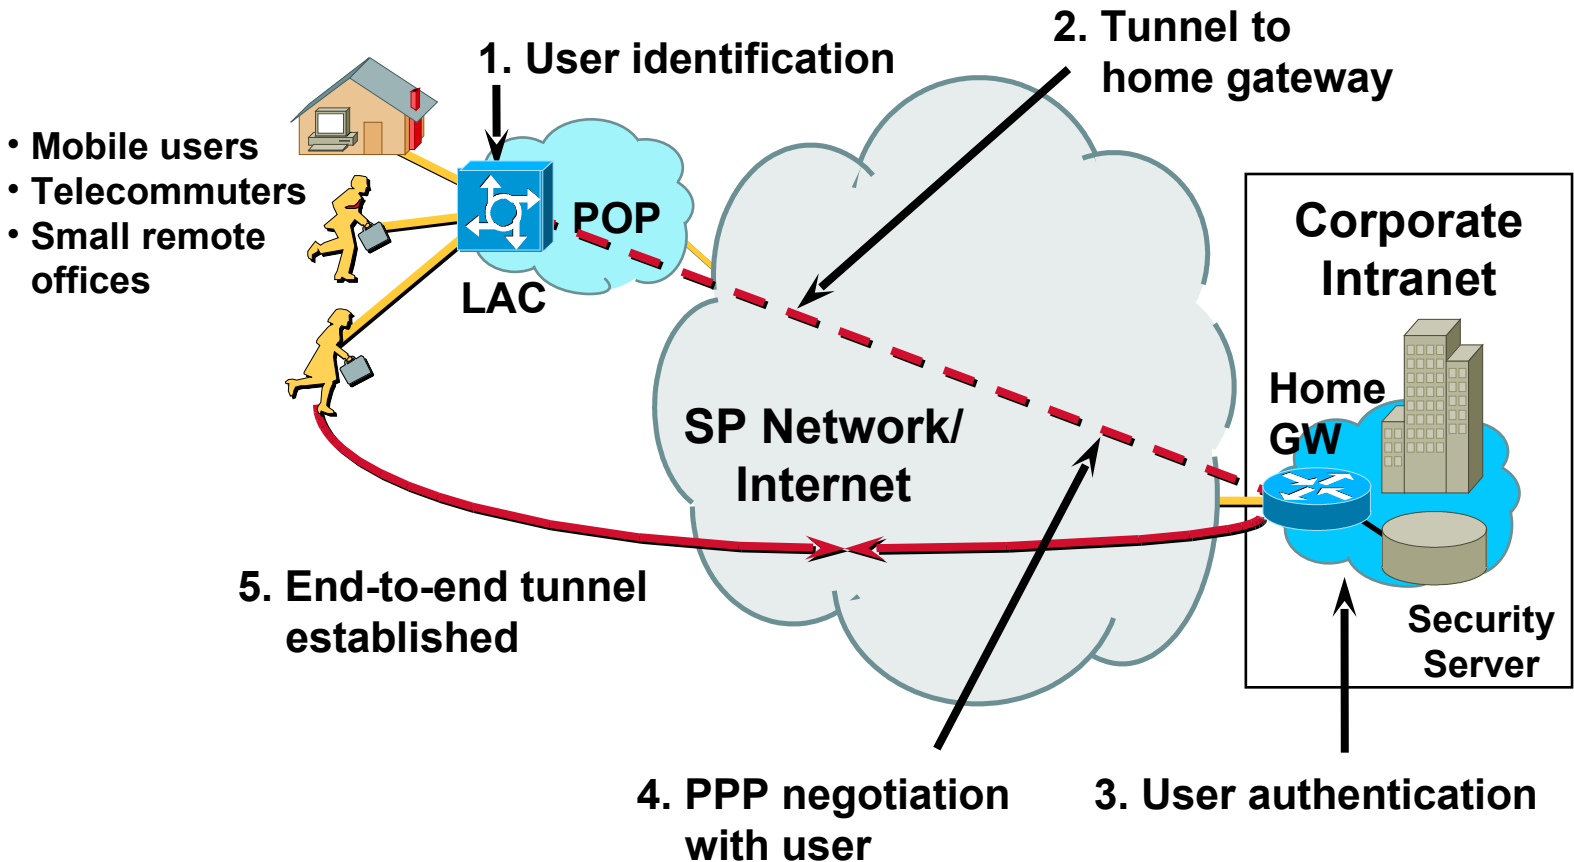 1. User identification
2. Tunnel to
home gateway
• Mobile users
• Telecommuters
• Small remote
offices
POP
LAC
Corporate
Intranet
Home
GW
SP Network/
Internet
5. End-to-end tunnel
established
Security
Server
4. PPP negotiation
with user
3. User authentication